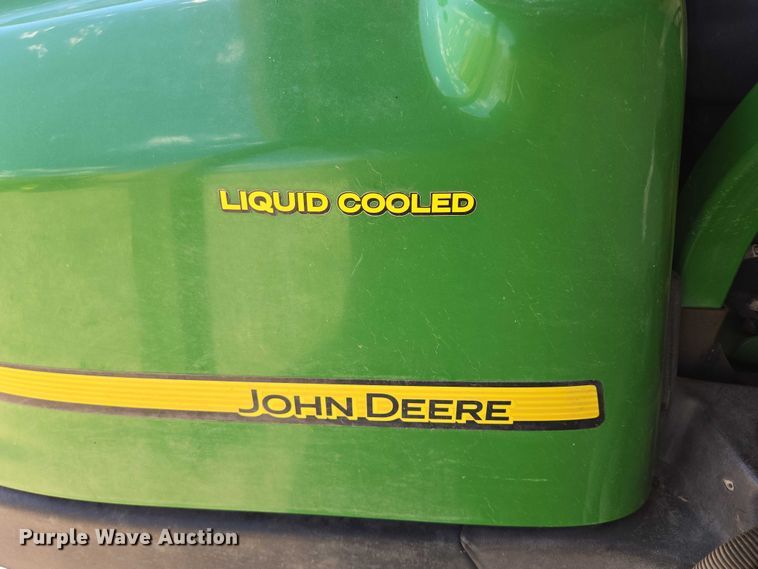 LIQUID COOLED
JOHN DEERE
Purple Wave Auction